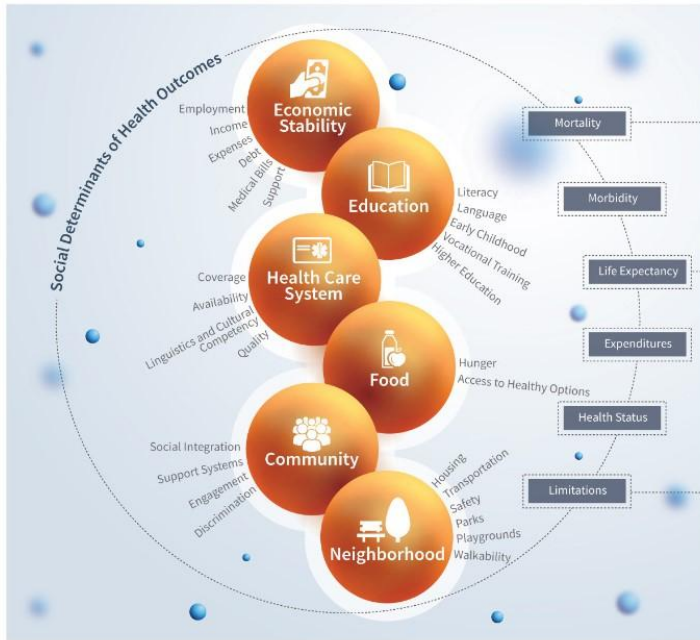 Social Determinants of Health Outcomes
Economic
Stability
Employment
Income
Expenses
Debt
Medical Bills
Support
Education
Literacy
Language
Early Childhood
Vocational Training
Higher Education
Health Care
System
Coverage
Availability
Linguistics and Cultural
Competency
Quality
Food
Hunger
Access to Healthy Options
Community
Social Integration
Support Systems
Engagement
Discrimination
Neighborhood
Housing
Transportation
Safety
Parks
Playgrounds
Walkability
Mortality
Morbidity
Life Expectancy
Expenditures
Health Status
Limitations